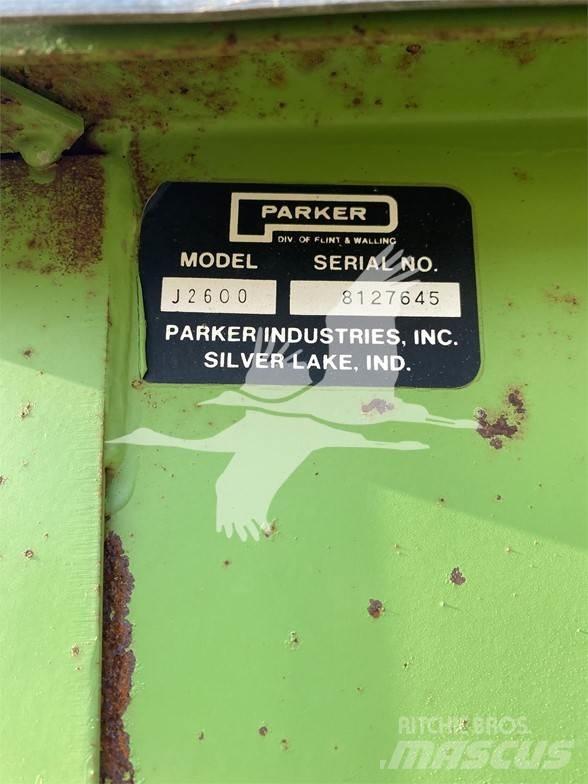 PARKER
DIV. OF FLINT & WALLING
MODEL SERIAL NO.
J2600 8127645
PARKER INDUSTRIES, INC.
SILVER LAKE, IND.
RITCHIE BROS.
MASCUS